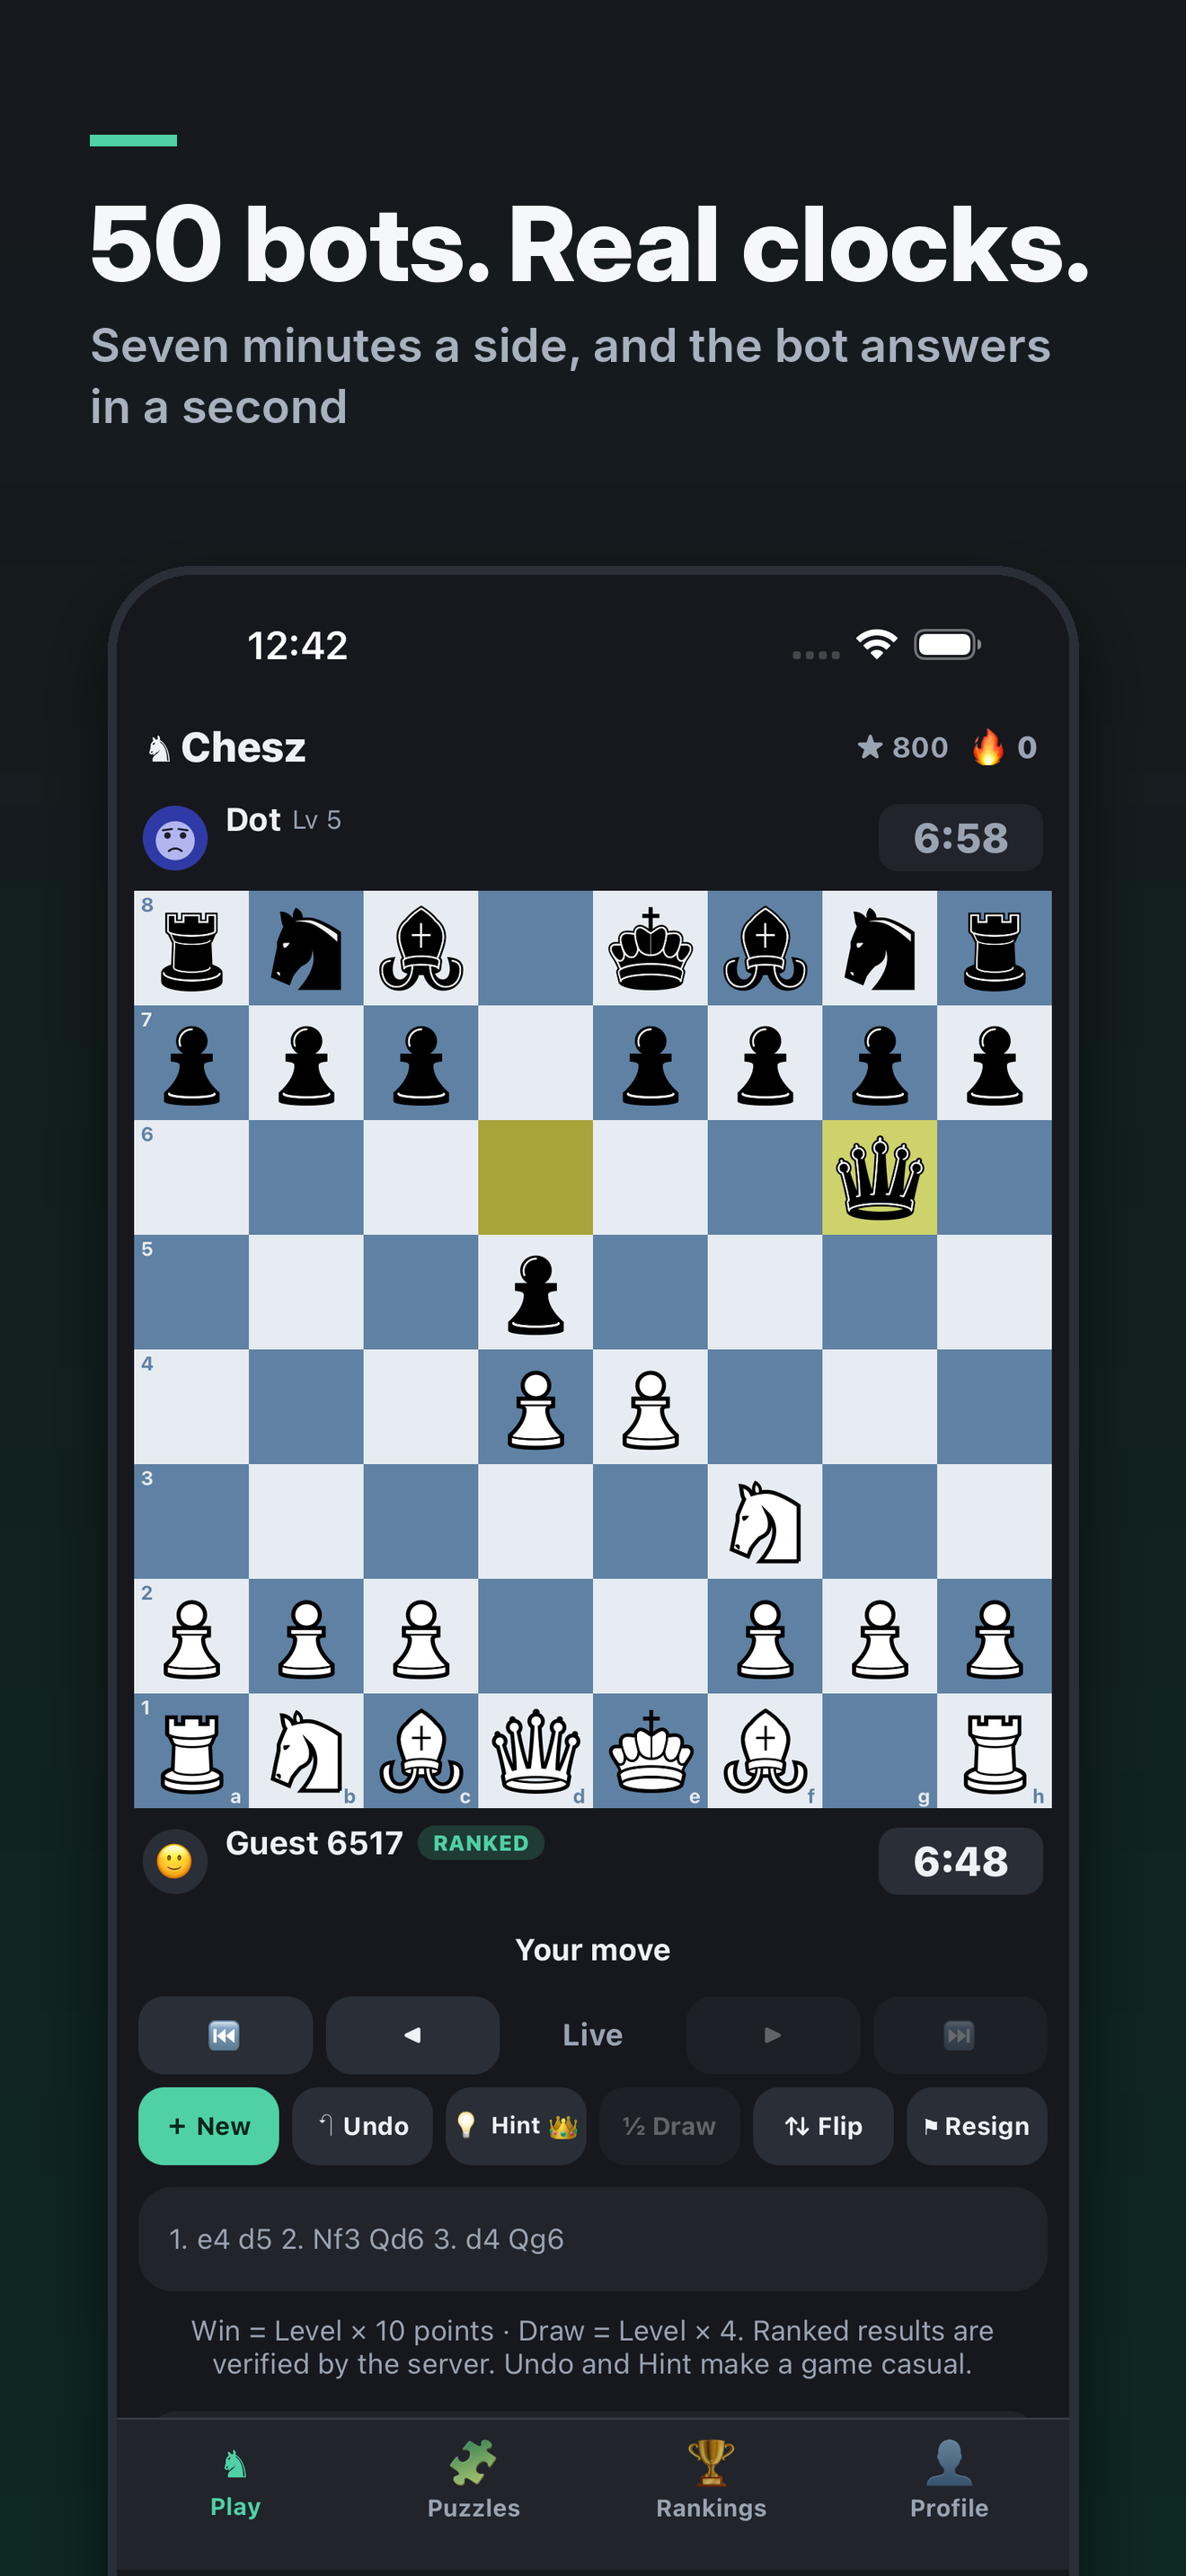 50 bots. Real clocks.
Seven minutes a side, and the bot answers
in a second
12:42
Chesz
800 0
Dot Lv 5
6:58
8
7
6
5
4
3
2
1
a b c d e f g h
Guest 6517 RANKED
6:48
Your move
Live
+ New
Undo
Hint
½ Draw
Flip
Resign
1. e4 d5 2. Nf3 Qd6 3. d4 Qg6
Win = Level × 10 points · Draw = Level × 4. Ranked results are
verified by the server. Undo and Hint make a game casual.
Play
Puzzles
Rankings
Profile